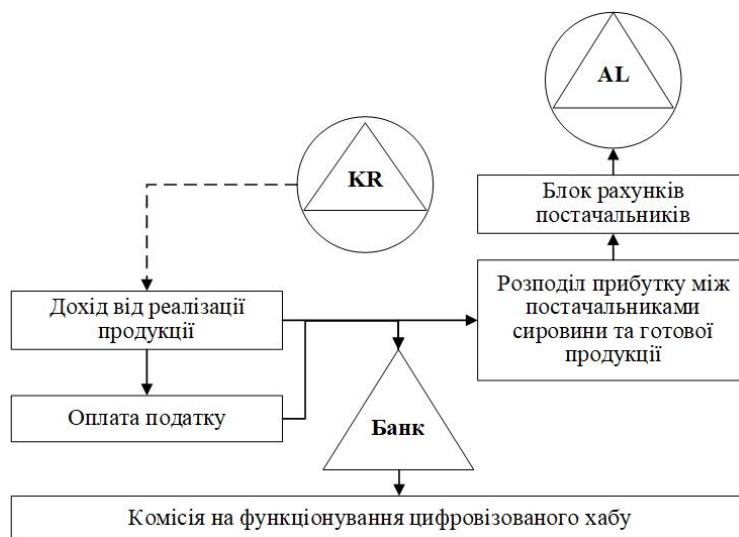 AL
KR
Блок рахунків
постачальників
Дохід від реалізації
продукції
Розподіл прибутку між
постачальниками
сировини та готової
продукції
Оплата податку
Банк
Комісія на функціонування цифровізованого хабу